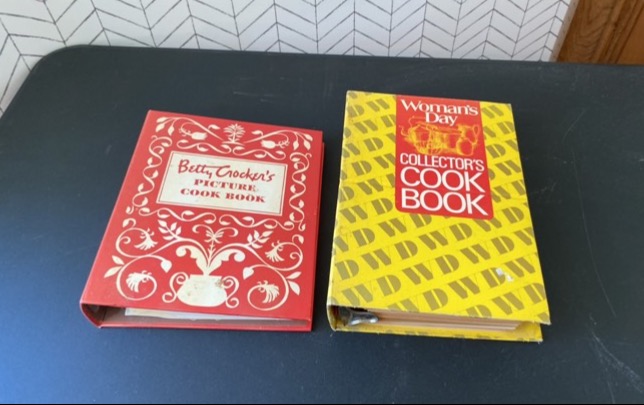 Betty Crocker's
PICTURE
COOK BOOK
Woman's
Day
COLLECTOR'S
COOK
BOOK